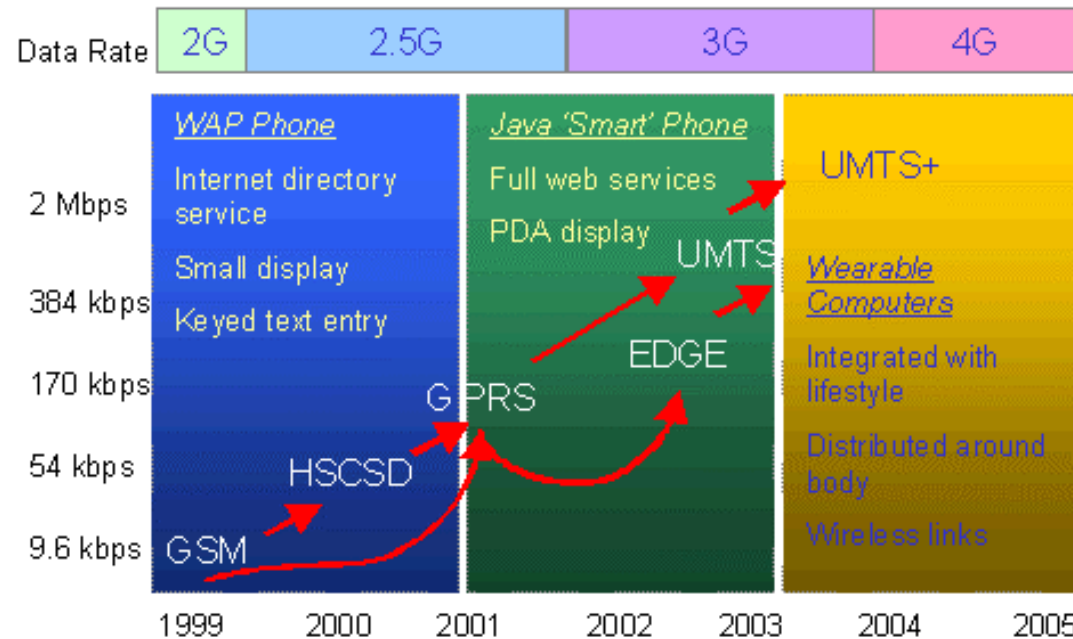 Data Rate 2G 2.5G 3G 4G
WAP Phone
Internet directory
service
Small display
Keyed text entry
Java 'Smart' Phone
Full web services
PDA display
UMTS+
Wearable
Computers
Integrated with
lifestyle
Distributed around
body
Wireless links
2 Mbps
384 kbps
170 kbps
54 kbps
9.6 kbps
UMTS
EDGE
GPRS
HSCSD
GSM
1999 2000 2001 2002 2003 2004 2005